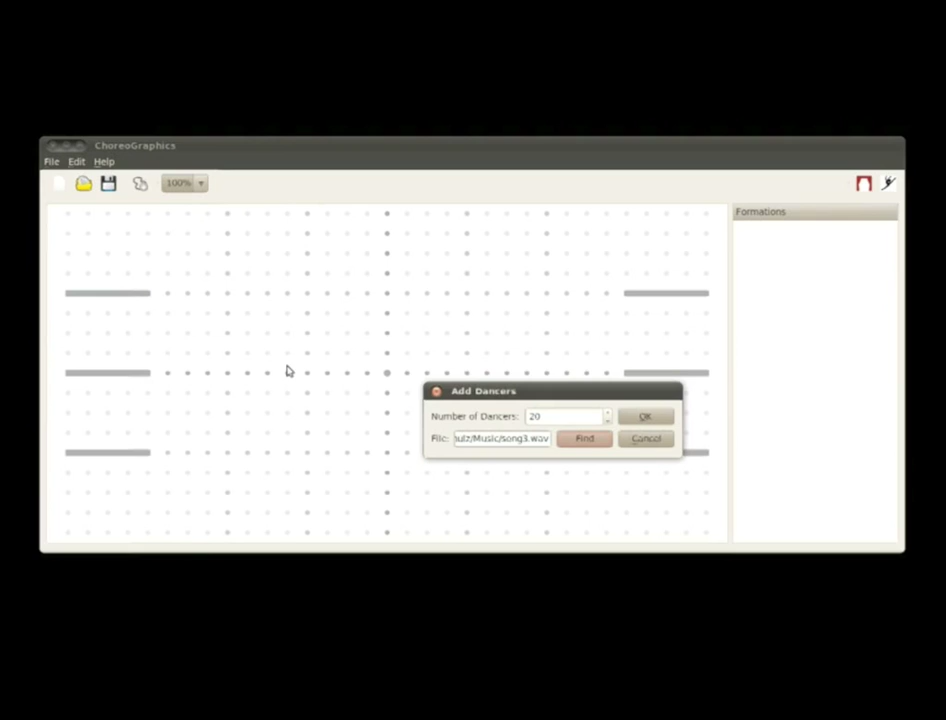 ChoreoGraphics
File Edit Help
100%
Formations
Add Dancers
Number of Dancers: 20 OK
File: ulz/Music/song3.wav Find Cancel